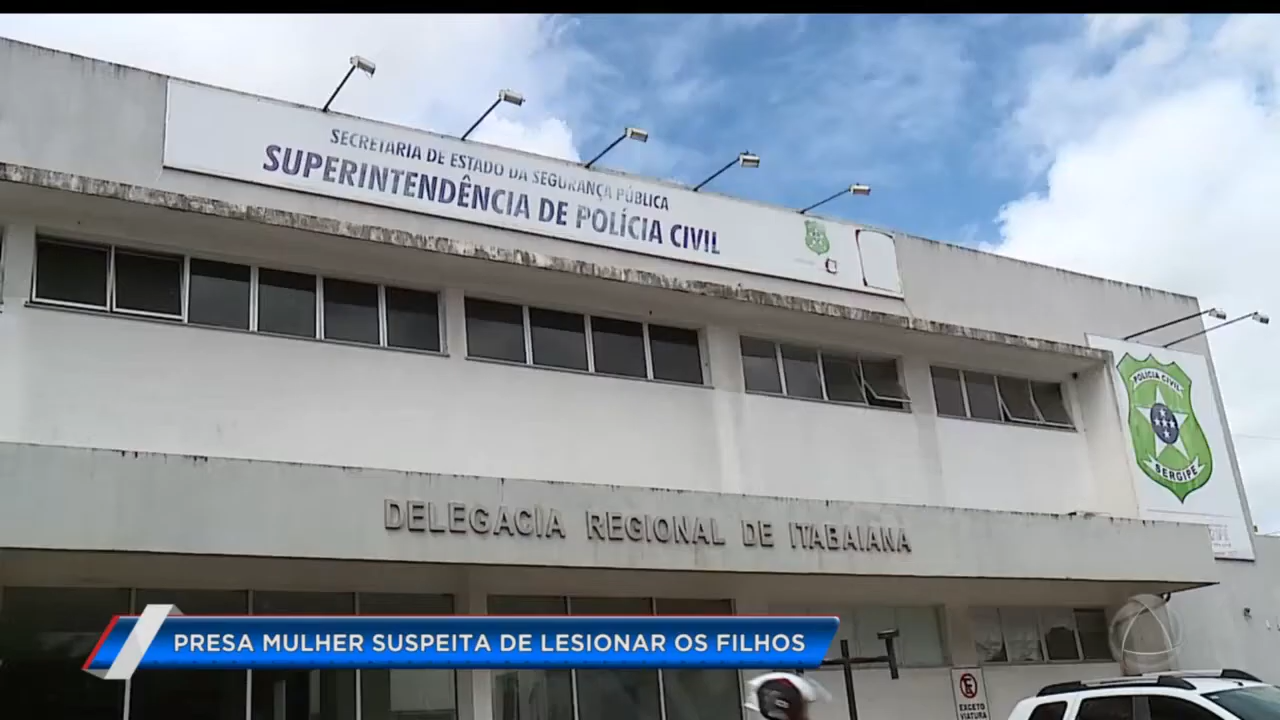 SECRETARIA DE ESTADO DA SEGURANÇA PÚBLICA
SUPERINTENDÊNCIA DE POLÍCIA CIVIL
POLÍCIA CIVIL
SERGIPE
DELEGACIA REGIONAL DE ITABAIANA
PRESA MULHER SUSPEITA DE LESIONAR OS FILHOS
E
EXCETO
VIATURA